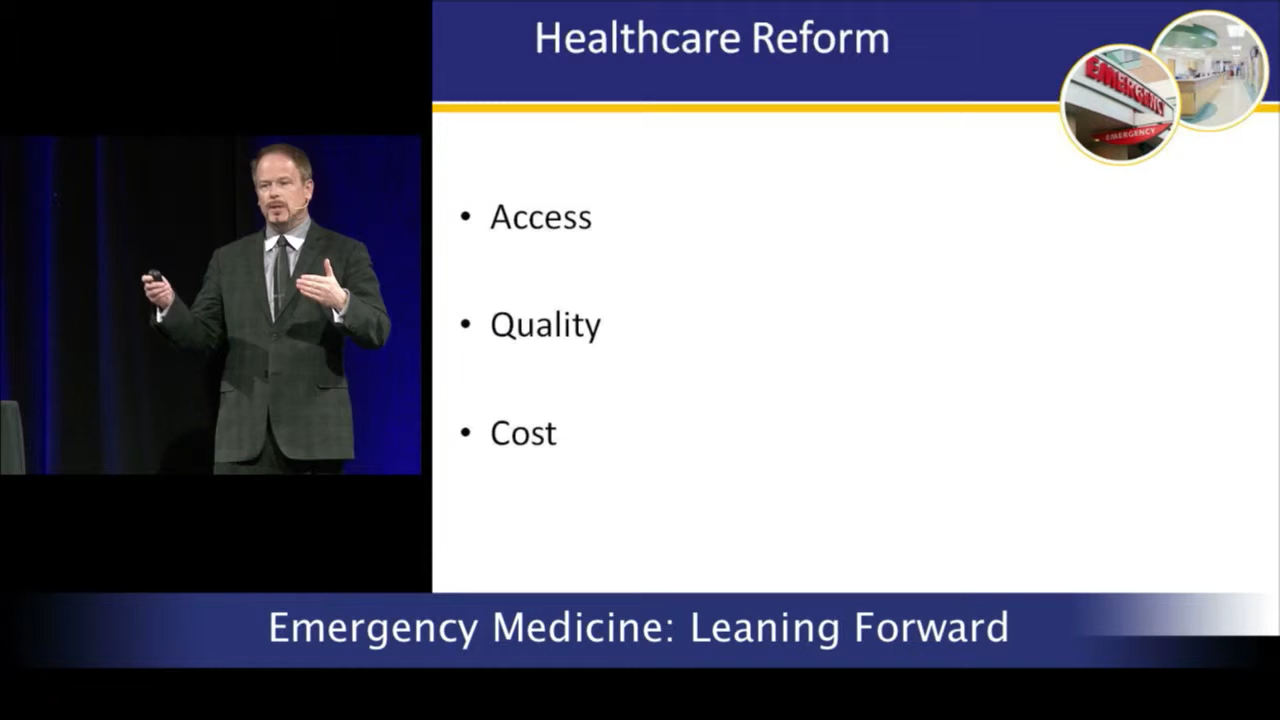 Healthcare Reform
EMERGENCY
EMERGENCY
• Access
• Quality
• Cost
Emergency Medicine: Leaning Forward